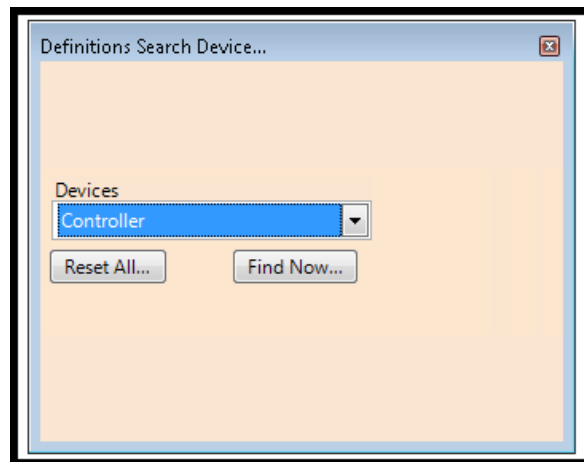 Definitions Search Device...
Devices
Controller
Reset All... Find Now...